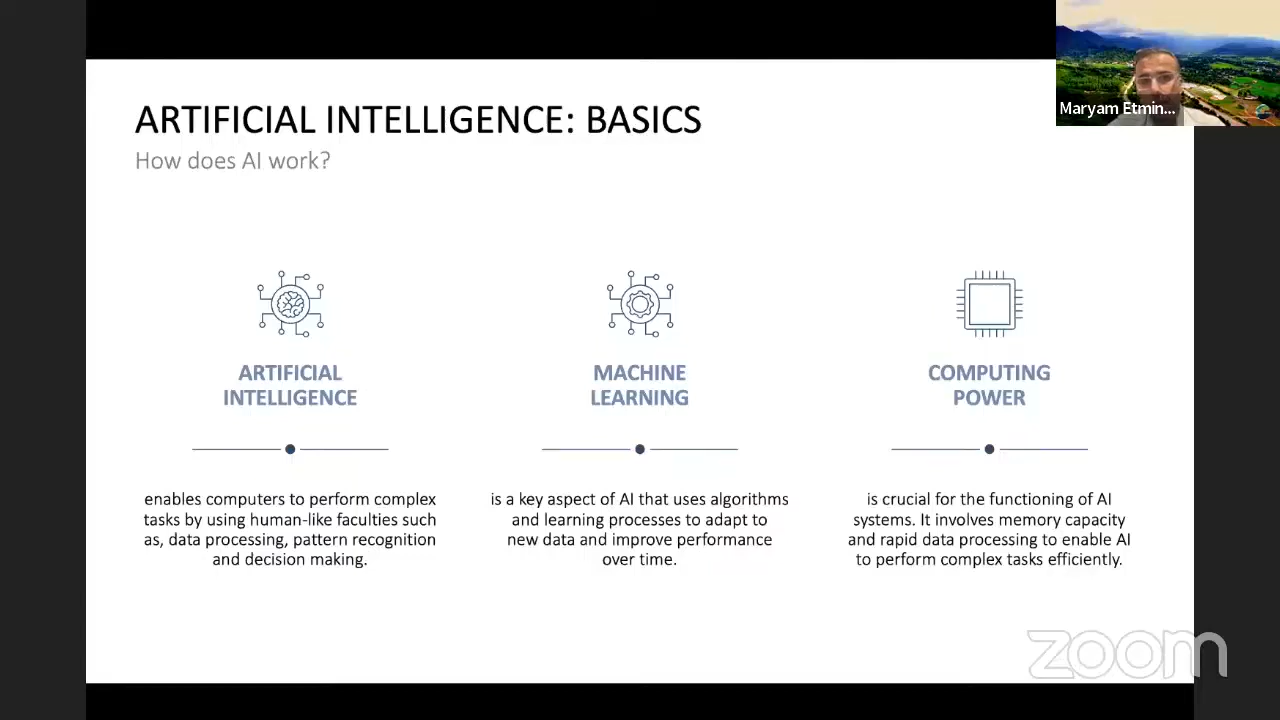 ARTIFICIAL INTELLIGENCE: BASICS
How does AI work?
Maryam Etmin...
ARTIFICIAL
INTELLIGENCE
enables computers to perform complex
tasks by using human-like faculties such
as, data processing, pattern recognition
and decision making.
MACHINE
LEARNING
is a key aspect of AI that uses algorithms
and learning processes to adapt to
new data and improve performance
over time.
COMPUTING
POWER
is crucial for the functioning of AI
systems. It involves memory capacity
and rapid data processing to enable AI
to perform complex tasks efficiently.
zoom